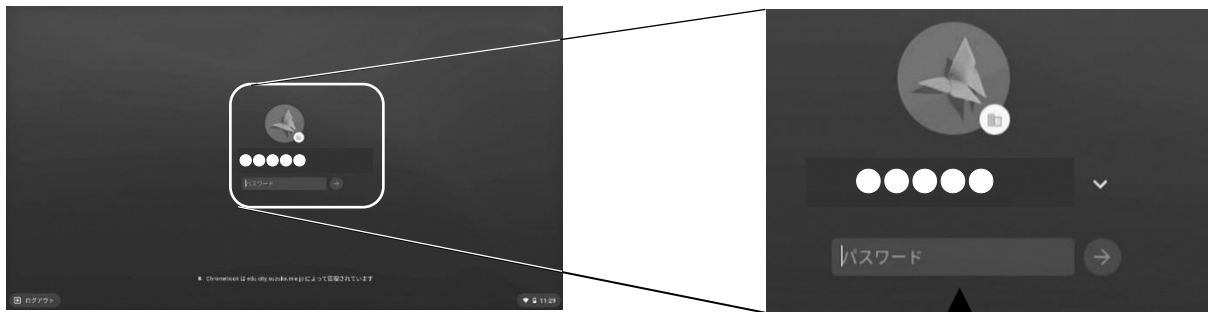 ●●●●●
パスワード
Chromebook は edu.city.suzuka.mie.jp によって管理されています
ログアウト
11:29
●●●●●
パスワード